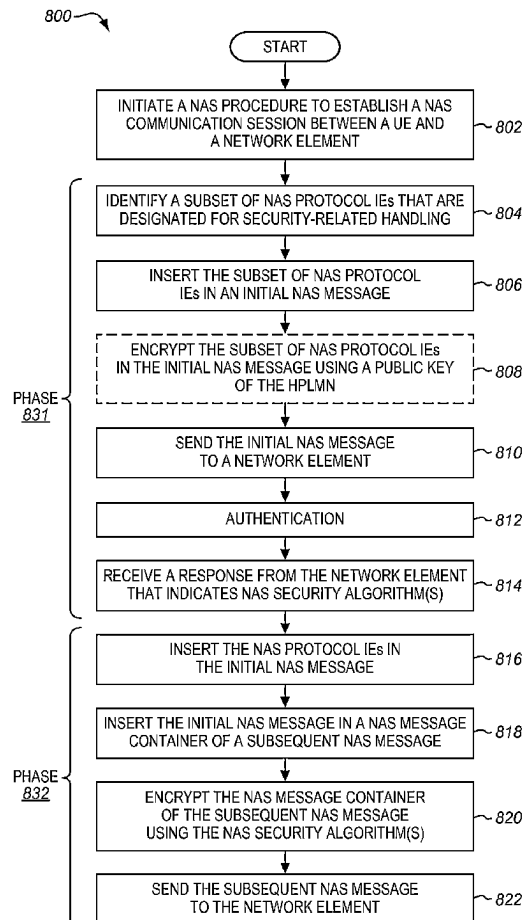 800
START
INITIATE A NAS PROCEDURE TO ESTABLISH A NAS
COMMUNICATION SESSION BETWEEN A UE AND
A NETWORK ELEMENT
802
IDENTIFY A SUBSET OF NAS PROTOCOL IEs THAT ARE
DESIGNATED FOR SECURITY-RELATED HANDLING
804
INSERT THE SUBSET OF NAS PROTOCOL
IEs IN AN INITIAL NAS MESSAGE
806
ENCRYPT THE SUBSET OF NAS PROTOCOL IEs
IN THE INITIAL NAS MESSAGE USING A PUBLIC KEY
OF THE HPLMN
808
PHASE
831
SEND THE INITIAL NAS MESSAGE
TO A NETWORK ELEMENT
810
AUTHENTICATION
812
RECEIVE A RESPONSE FROM THE NETWORK ELEMENT
THAT INDICATES NAS SECURITY ALGORITHM(S)
814
INSERT THE NAS PROTOCOL IEs IN
THE INITIAL NAS MESSAGE
816
INSERT THE INITIAL NAS MESSAGE IN A NAS MESSAGE
CONTAINER OF A SUBSEQUENT NAS MESSAGE
818
PHASE
832
ENCRYPT THE NAS MESSAGE CONTAINER
OF THE SUBSEQUENT NAS MESSAGE
USING THE NAS SECURITY ALGORITHM(S)
820
SEND THE SUBSEQUENT NAS MESSAGE
TO THE NETWORK ELEMENT
822